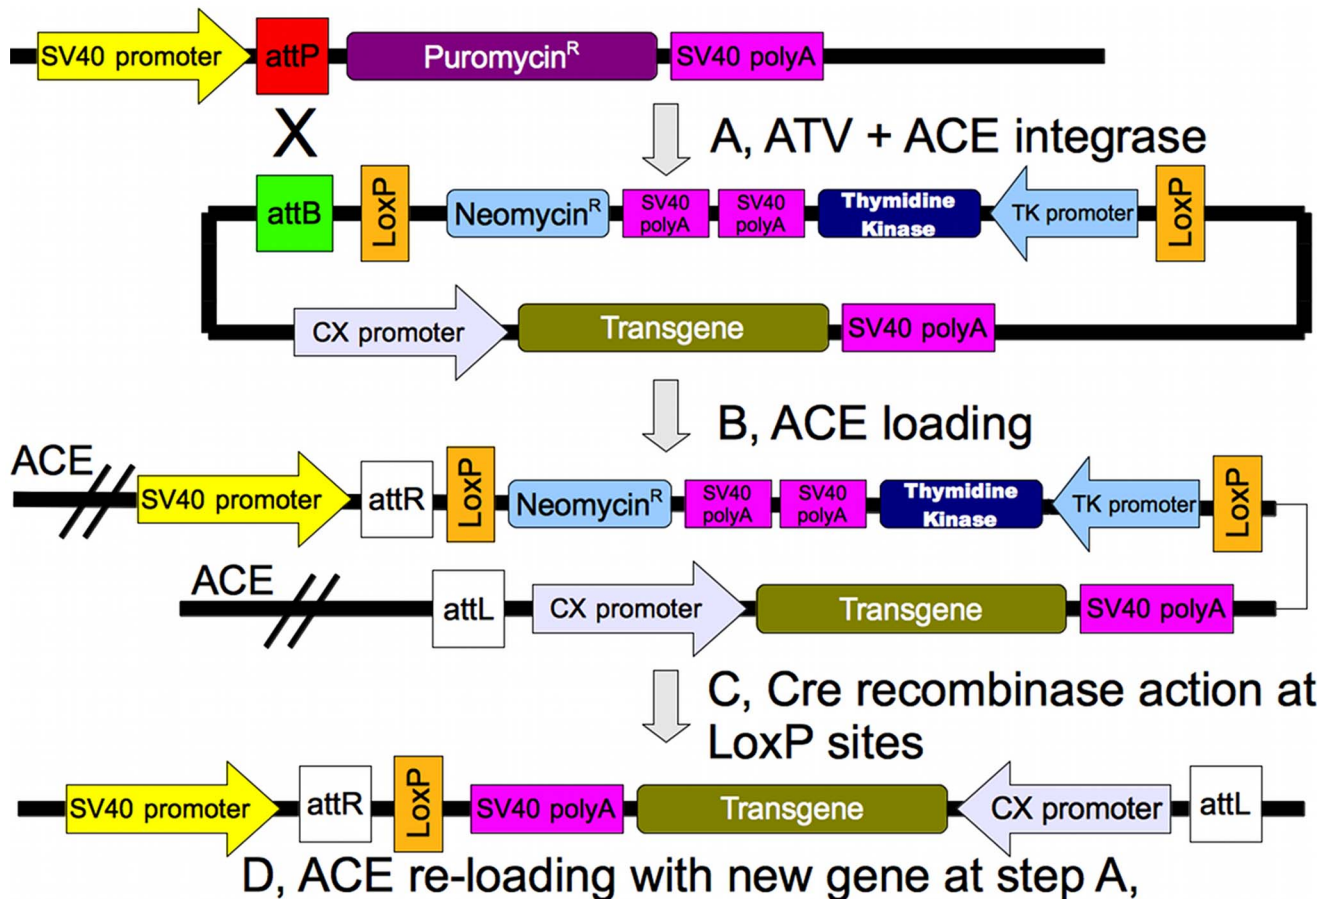 SV40 promoter attP Puromycin^R SV40 polyA
X
A, ATV + ACE integrase
attB LoxP Neomycin^R SV40 polyA SV40 polyA Thymidine Kinase TK promoter LoxP
CX promoter Transgene SV40 polyA
B, ACE loading
ACE
SV40 promoter attR LoxP Neomycin^R SV40 polyA SV40 polyA Thymidine Kinase TK promoter LoxP
ACE
attL CX promoter Transgene SV40 polyA
C, Cre recombinase action at
LoxP sites
SV40 promoter attR LoxP SV40 polyA Transgene CX promoter attL
D, ACE re-loading with new gene at step A,